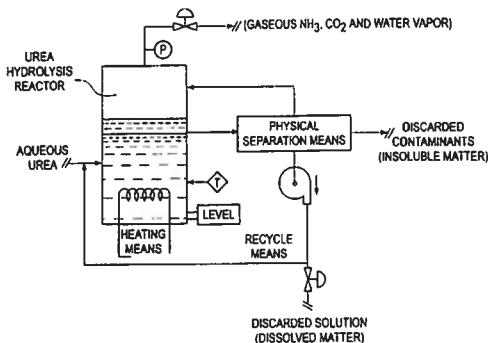 (GASEOUS NH3, CO2 AND WATER VAPOR)
P
UREA
HYDROLYSIS
REACTOR
PHYSICAL
SEPARATION MEANS
DISCARDED
CONTAMINANTS
(INSOLUBLE MATTER)
AQUEOUS
UREA
T
LEVEL
HEATING
MEANS
RECYCLE
MEANS
DISCARDED SOLUTION
(DISSOLVED MATTER)